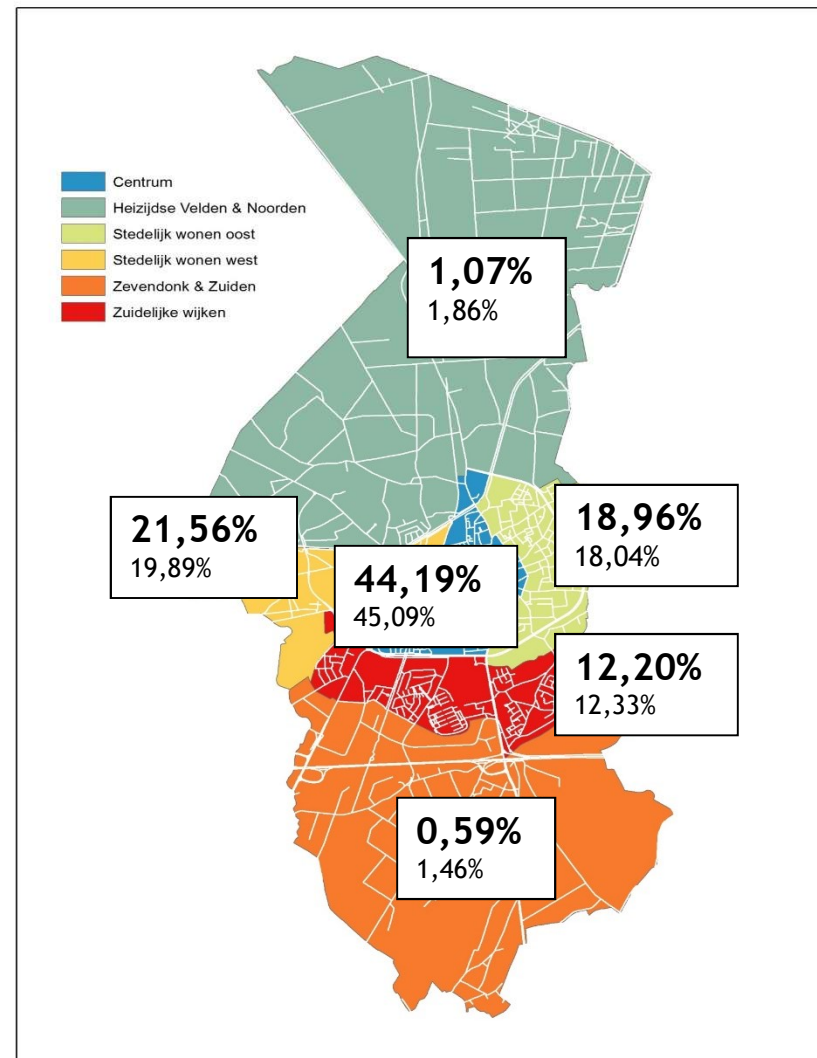 Centrum
Heizijdse Velden & Noorden
Stedelijk wonen oost
Stedelijk wonen west
Zevendonk & Zuiden
Zuidelijke wijken
1,07%
1,86%
21,56%
19,89%
18,96%
18,04%
44,19%
45,09%
12,20%
12,33%
0,59%
1,46%